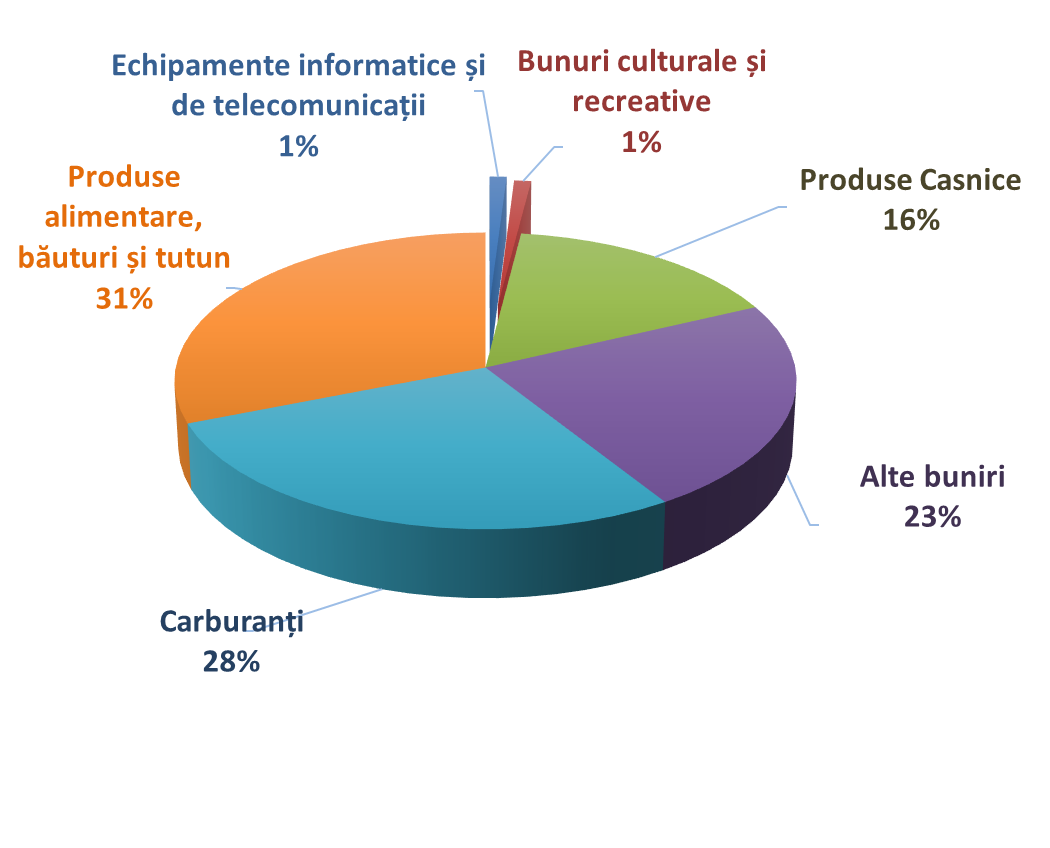 Echipamente informatice și
de telecomunicații
1%
Bunuri culturale și
recreative
1%
Produse
alimentare,
băuturi și tutun
31%
Produse Casnice
16%
Alte buniri
23%
Carburanți
28%